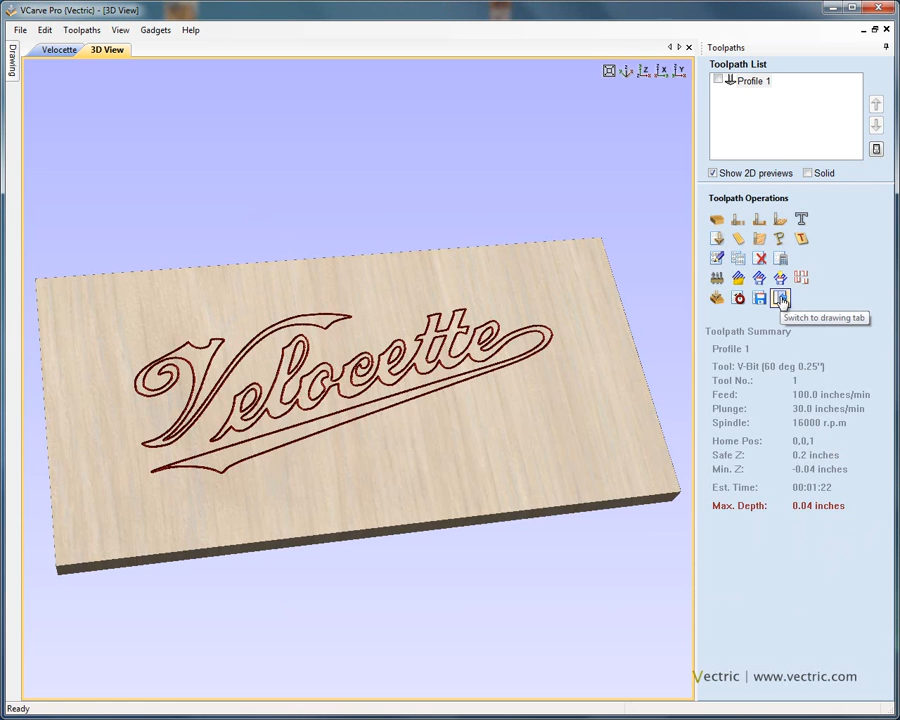 VCarve Pro (Vectric) - [3D View]
File Edit Toolpaths View Gadgets Help
Drawing
Velocette 3D View
Toolpaths
Toolpath List
Profile 1
Show 2D previews Solid
Toolpath Operations
Switch to drawing tab
Toolpath Summary
Profile 1
Tool: V-Bit {60 deg 0.25"}
Tool No.: 1
Feed: 100.0 inches/min
Plunge: 30.0 inches/min
Spindle: 16000 r.p.m
Home Pos: 0,0,1
Safe Z: 0.2 inches
Min. Z: -0.04 inches
Est. Time: 00:01:22
Max. Depth: 0.04 inches
Velocette
Vectric | www.vectric.com
Ready